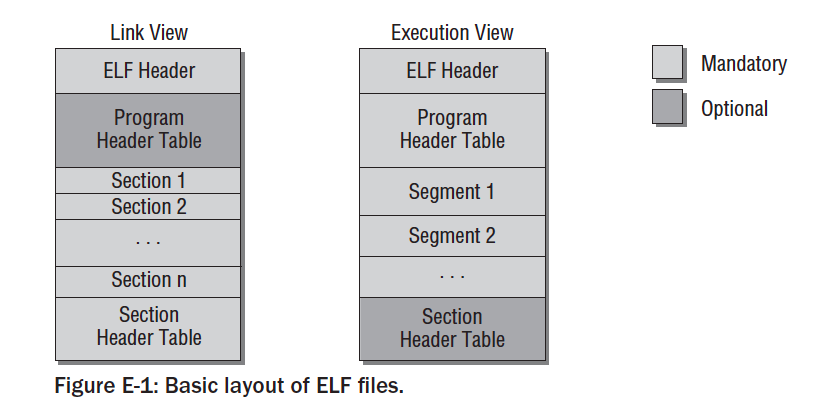 Link View
ELF Header
Program
Header Table
Section 1
Section 2
. . .
Section n
Section
Header Table
Execution View
ELF Header
Program
Header Table
Segment 1
Segment 2
. . .
Section
Header Table
Mandatory
Optional
Figure E-1: Basic layout of ELF files.